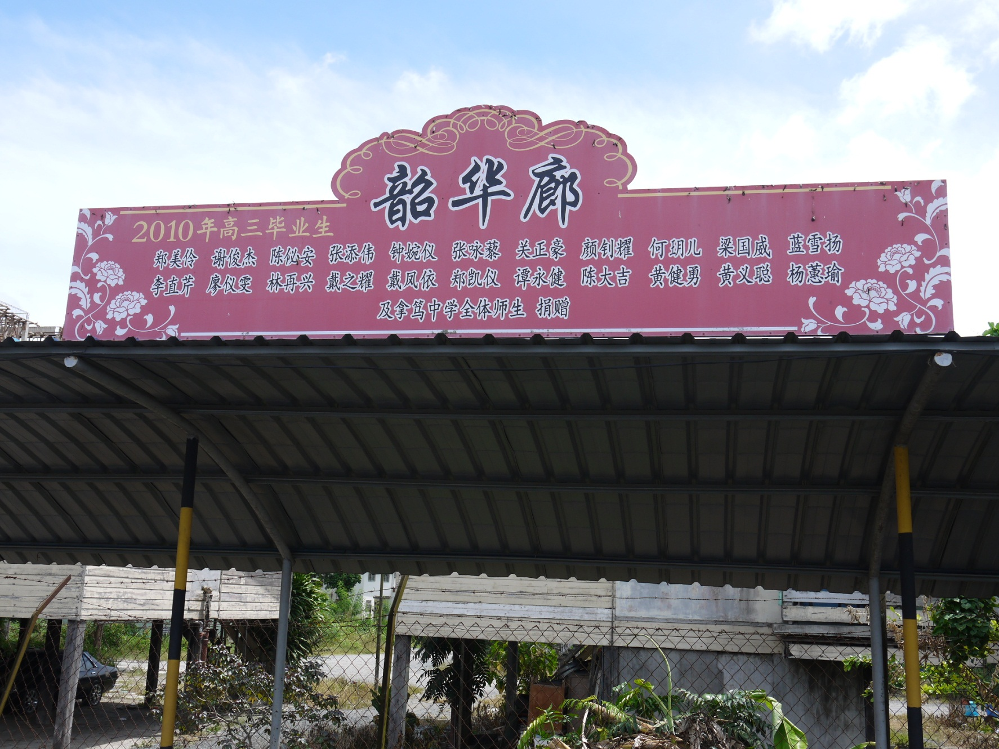 韶华廊
2010年高三毕业生
郑美伶 谢俊杰 陈佖安 张添伟 钟婉仪 张咏藜 关正豪 颜钊耀 何玥儿 梁国威 蓝雪扬
李直芹 廖仪雯 林再兴 戴之耀 戴凤依 郑凯仪 谭永健 陈大吉 黄健勇 黄义聪 杨蕙瑜
及拿笃中学全体师生 捐赠